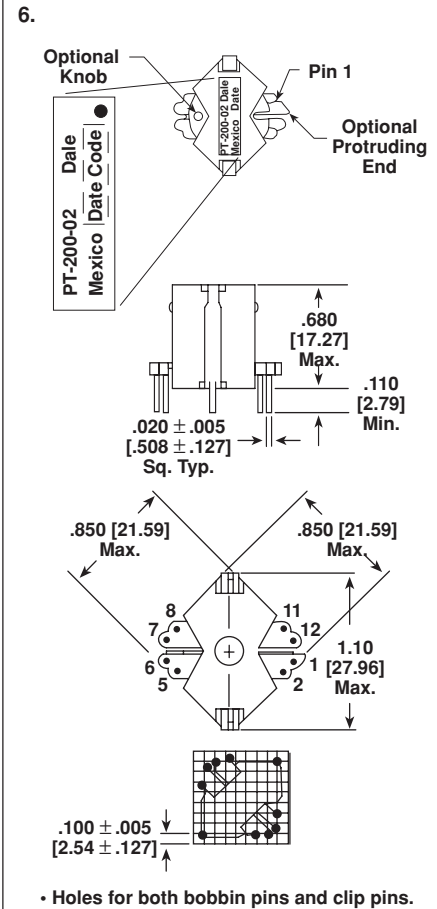 6.
Optional
Knob
Pin 1
Optional
Protruding
End
PT-200-02 Dale
Mexico Date
PT-200-02 Dale
Mexico Date Code
.680
[17.27]
Max.
.110
[2.79]
Min.
.020 ± .005
[.508 ± .127]
Sq. Typ.
.850 [21.59]
Max.
.850 [21.59]
Max.
8
7
6
5
11
12
1
2
1.10
[27.96]
Max.
.100 ± .005
[2.54 ± .127]
• Holes for both bobbin pins and clip pins.